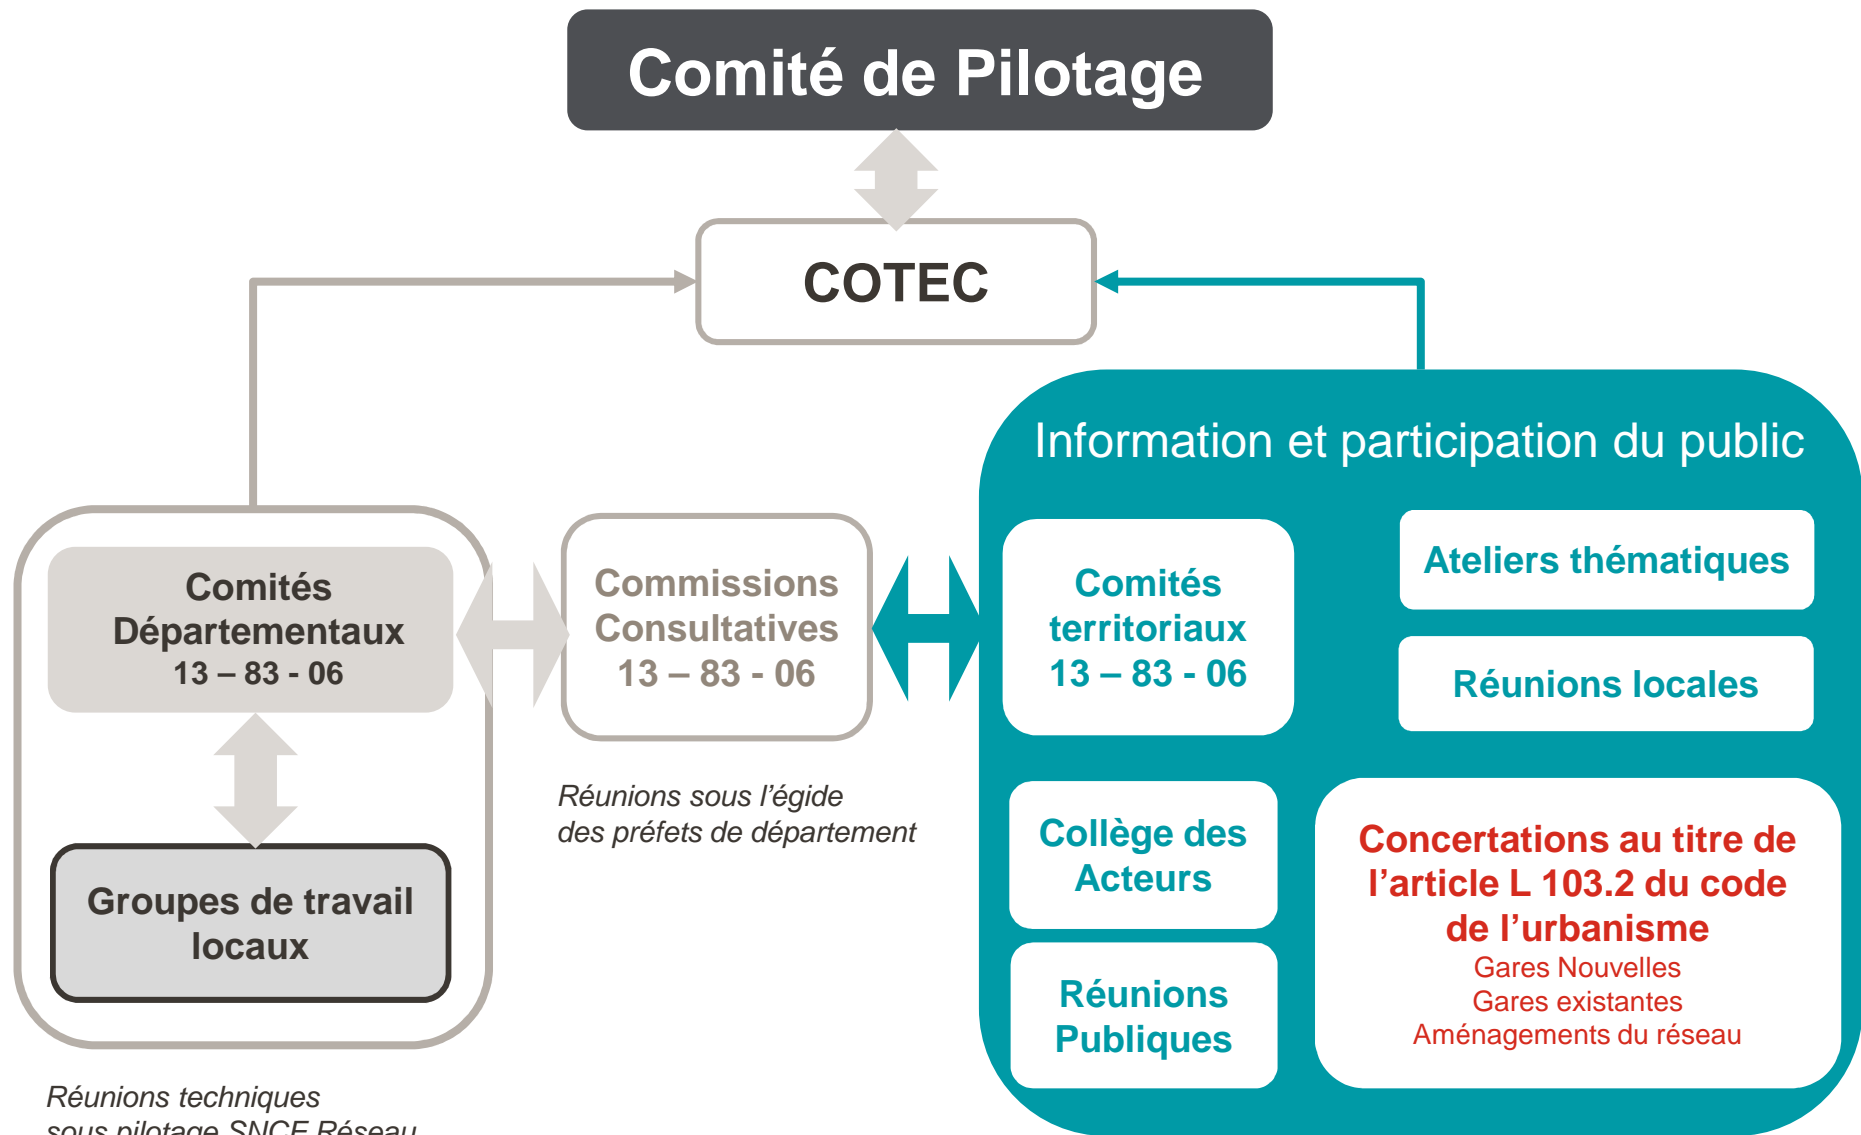 Comité de Pilotage
COTEC
Information et participation du public
Comités
Départementaux
13 – 83 - 06
Groupes de travail
locaux
Réunions techniques
sous pilotage SNCF Réseau
Commissions
Consultatives
13 – 83 - 06
Réunions sous l’égide
des préfets de département
Comités
territoriaux
13 – 83 - 06
Ateliers thématiques
Réunions locales
Collège des
Acteurs
Réunions
Publiques
Concertations au titre de
l’article L 103.2 du code
de l’urbanisme
Gares Nouvelles
Gares existantes
Aménagements du réseau